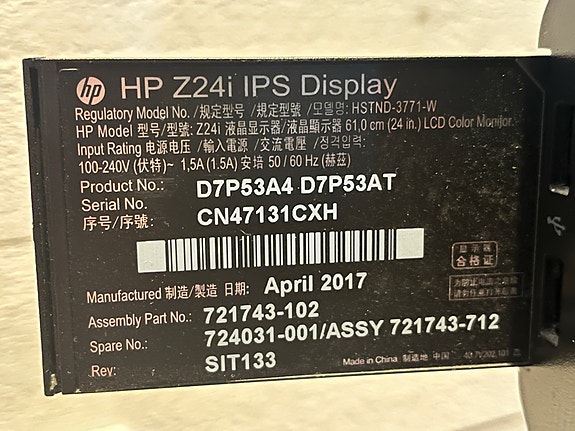 hp HP Z24i IPS Display
Regulatory Model No. /规定型号 /規定型號 /모델명: HSTND-3771-W
HP Model 型号/型號: Z24i 液晶显示器/液晶顯示器 61,0 cm (24 in.) LCD Color Monitor
Input Rating 电源电压 /輸入電源 /交流電壓 /정격입력:
100-240V (伏特)~ 1,5A (1.5A) 安培 50 / 60 Hz (赫茲)
Product No.: D7P53A4 D7P53AT
Serial No.
序号/序號: CN47131CXH
显示器
合格证
Manufactured 制造/製造 日期: April 2017
Assembly Part No.: 721743-102
Spare No.: 724031-001/ASSY 721743-712
Rev: SIT133
Made in China 制造地 中国